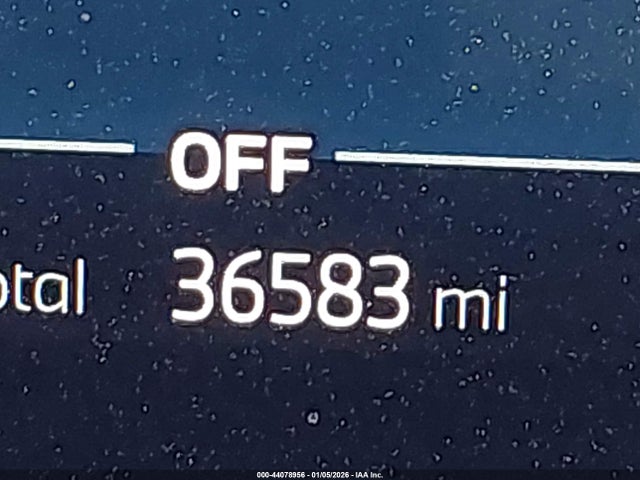 OFF
otal 36583 mi
000-44078956 - 01/05/2026 - IAA Inc.